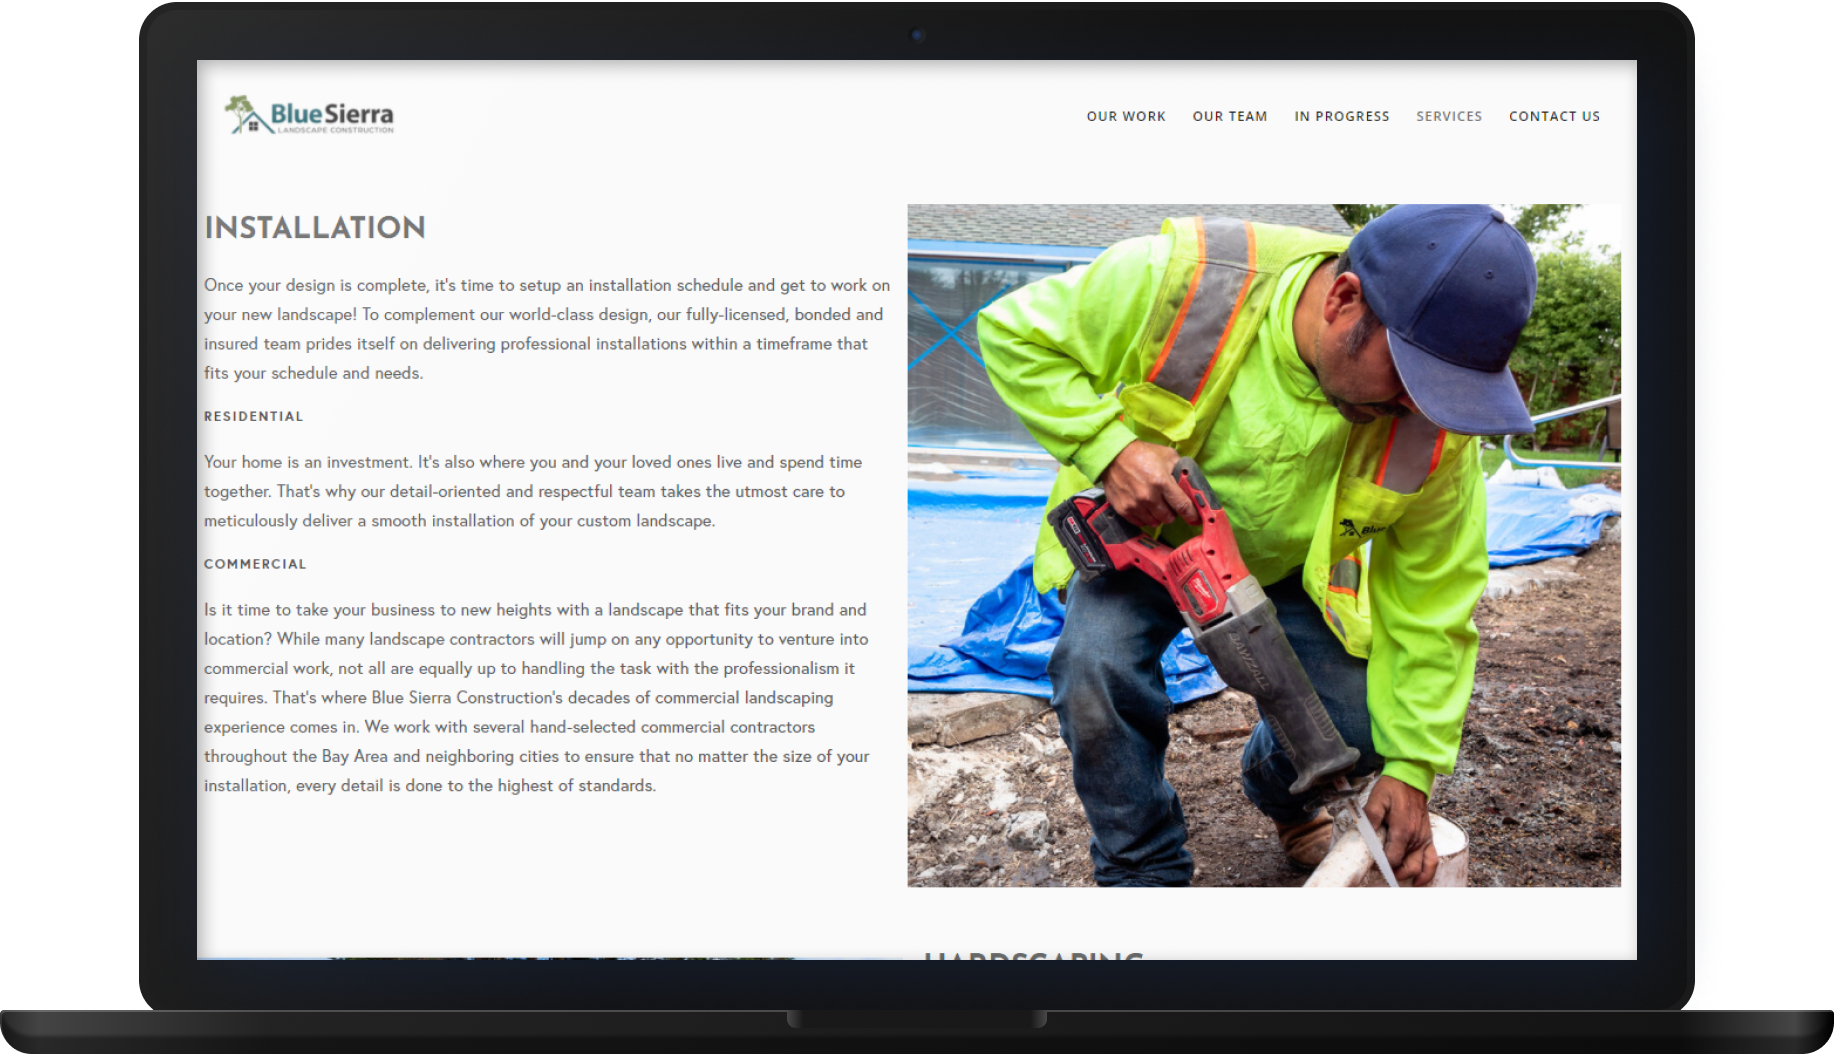 BlueSierra
LANDSCAPE CONSTRUCTION
OUR WORK OUR TEAM IN PROGRESS SERVICES CONTACT US
INSTALLATION
Once your design is complete, it's time to setup an installation schedule and get to work on
your new landscape! To complement our world-class design, our fully-licensed, bonded and
insured team prides itself on delivering professional installations within a timeframe that
fits your schedule and needs.
RESIDENTIAL
Your home is an investment. It's also where you and your loved ones live and spend time
together. That's why our detail-oriented and respectful team takes the utmost care to
meticulously deliver a smooth installation of your custom landscape.
COMMERCIAL
Is it time to take your business to new heights with a landscape that fits your brand and
location? While many landscape contractors will jump on any opportunity to venture into
commercial work, not all are equally up to handling the task with the professionalism it
requires. That's where Blue Sierra Construction's decades of commercial landscaping
experience comes in. We work with several hand-selected commercial contractors
throughout the Bay Area and neighboring cities to ensure that no matter the size of your
installation, every detail is done to the highest of standards.
Blue
SAWZALL
HARDSCAPING